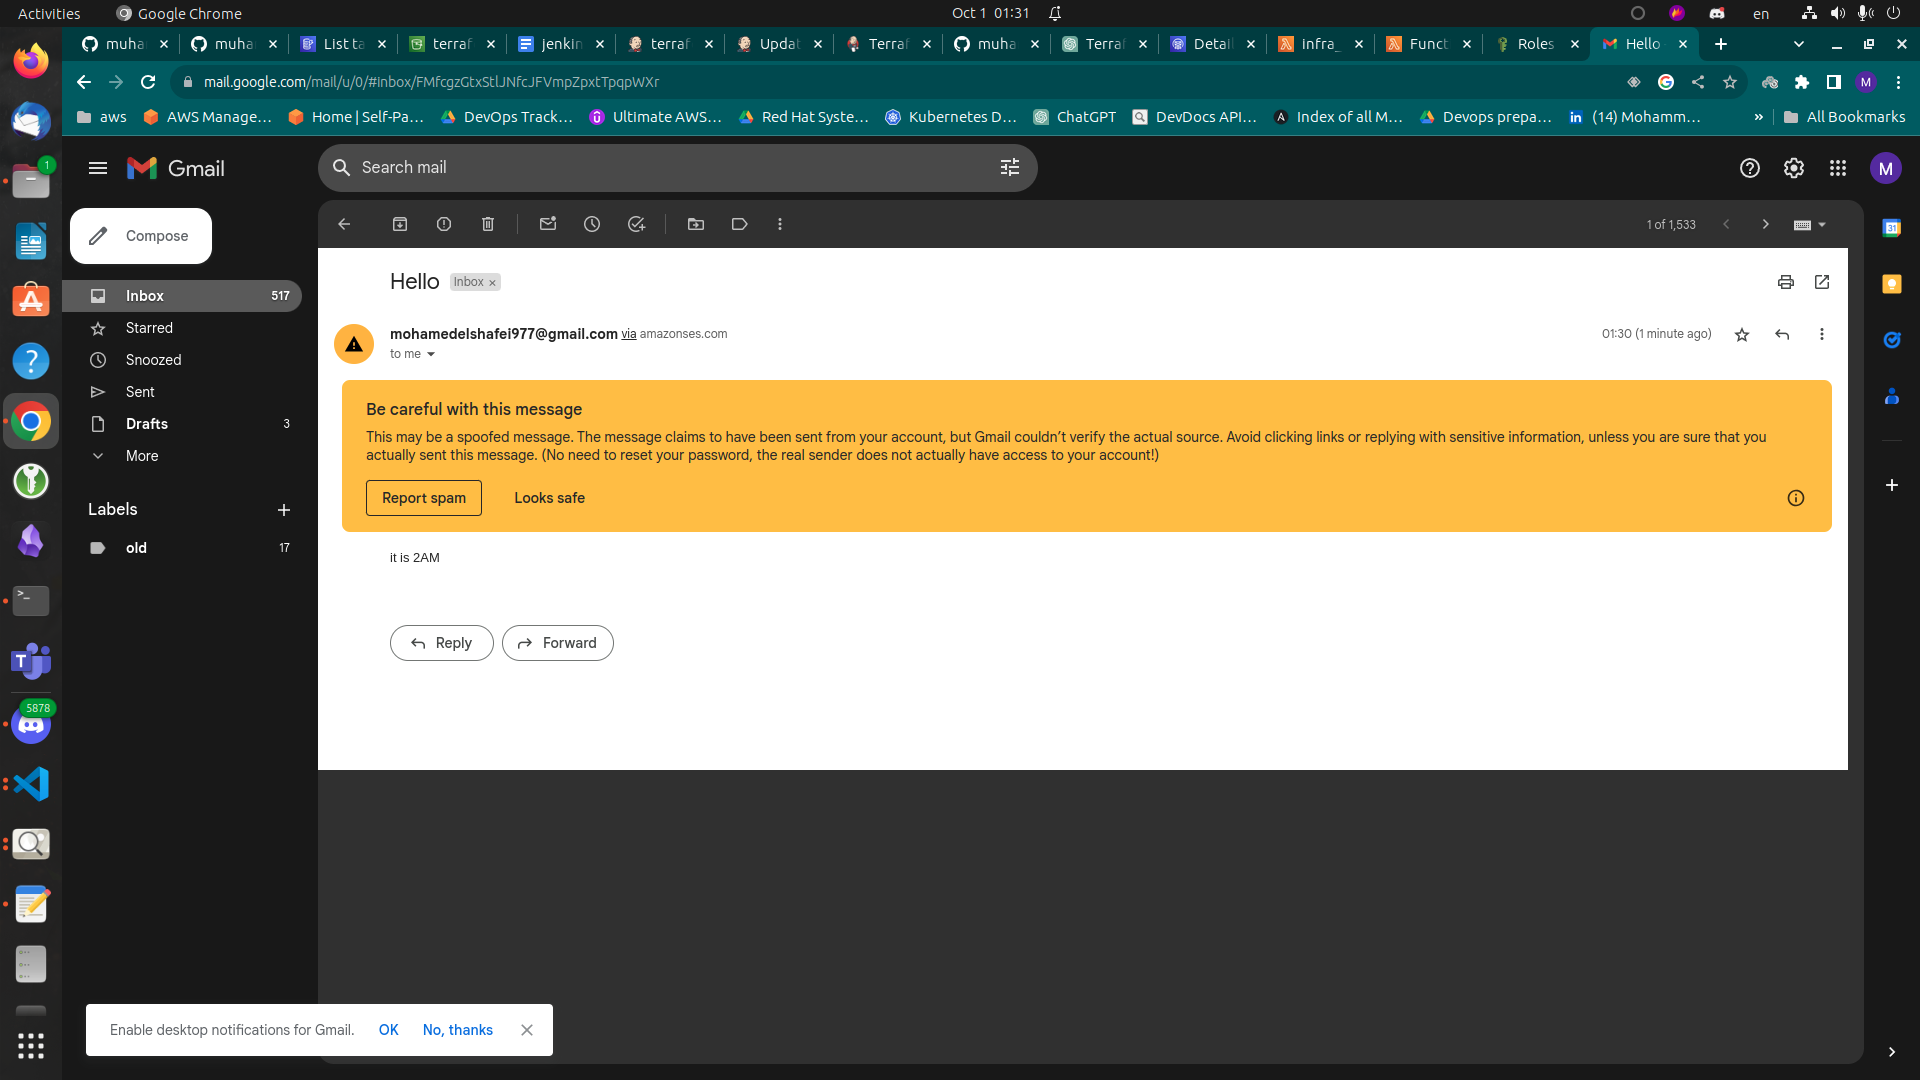 Activities
Google Chrome
Oct 1 01:31
en
muha
muha
List ta
terraf
Jenkin
terraf
Updat
Terraf
muha
Terraf
Detail
Infra_
Funct
Roles
Hello
mail.google.com/mail/u/0/#inbox/FMfcgzGtxStlJNfcJFVmpZpxtTpqpWXr
M
aws
AWS Manage…
Home | Self-Pa…
DevOps Track…
Ultimate AWS…
Red Hat Syste…
Kubernetes D…
ChatGPT
DevDocs API…
Index of all M…
Devops prepa…
(14) Mohamm…
»
All Bookmarks
1
Gmail
Search mail
M
Compose
1 of 1,533
Inbox 517
Starred
Snoozed
Sent
Drafts 3
More
Labels
old 17
Hello
Inbox ×
mohamedelshafei977@gmail.com via amazonses.com
01:30 (1 minute ago)
to me
Be careful with this message
This may be a spoofed message. The message claims to have been sent from your account, but Gmail couldn’t verify the actual source. Avoid clicking links or replying with sensitive information, unless you are sure that you
actually sent this message. (No need to reset your password, the real sender does not actually have access to your account!)
Report spam
Looks safe
it is 2AM
Reply
Forward
31
5878
Enable desktop notifications for Gmail.
OK
No, thanks